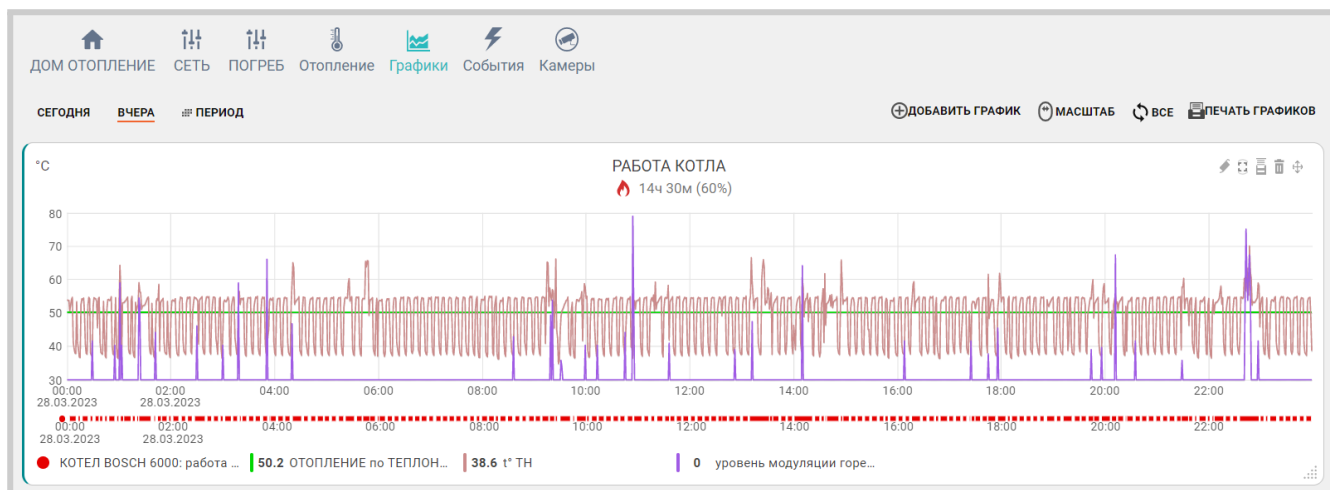 ДОМ ОТОПЛЕНИЕ СЕТЬ ПОГРЕБ Отопление Графики События Камеры
СЕГОДНЯ ВЧЕРА ПЕРИОД ДОБАВИТЬ ГРАФИК МАСШТАБ ВСЕ ПЕЧАТЬ ГРАФИКОВ
°C РАБОТА КОТЛА
14ч 30м (60%)
80
70
60
50
40
30
00:00 02:00 04:00 06:00 08:00 10:00 12:00 14:00 16:00 18:00 20:00 22:00
28.03.2023 28.03.2023
00:00 02:00 04:00 06:00 08:00 10:00 12:00 14:00 16:00 18:00 20:00 22:00
28.03.2023 28.03.2023
КОТЕЛ BOSCH 6000: работа ... 50.2 ОТОПЛЕНИЕ по ТЕПЛОН... 38.6 t° ТН 0 уровень модуляции горе...